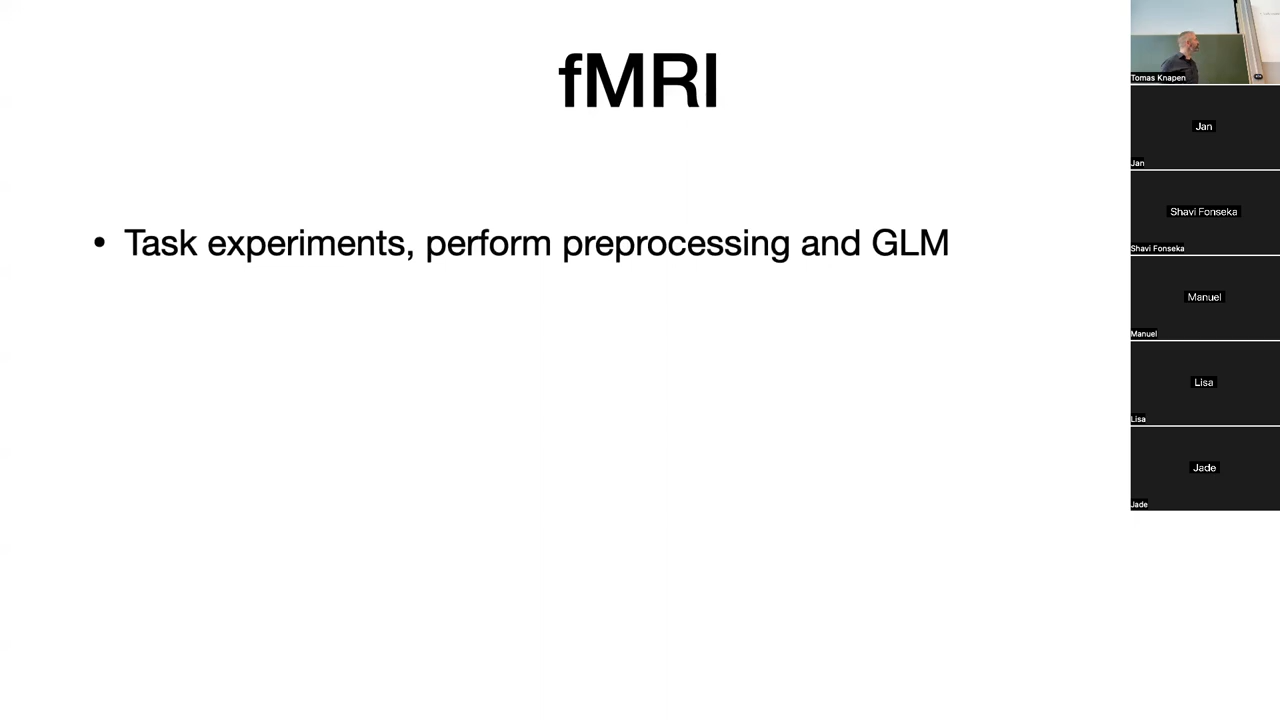 fMRI
• Task experiments, perform preprocessing and GLM
Tomas Knapen
Jan
Jan
Shavi Fonseka
Shavi Fonseka
Manuel
Manuel
Lisa
Lisa
Jade
Jade